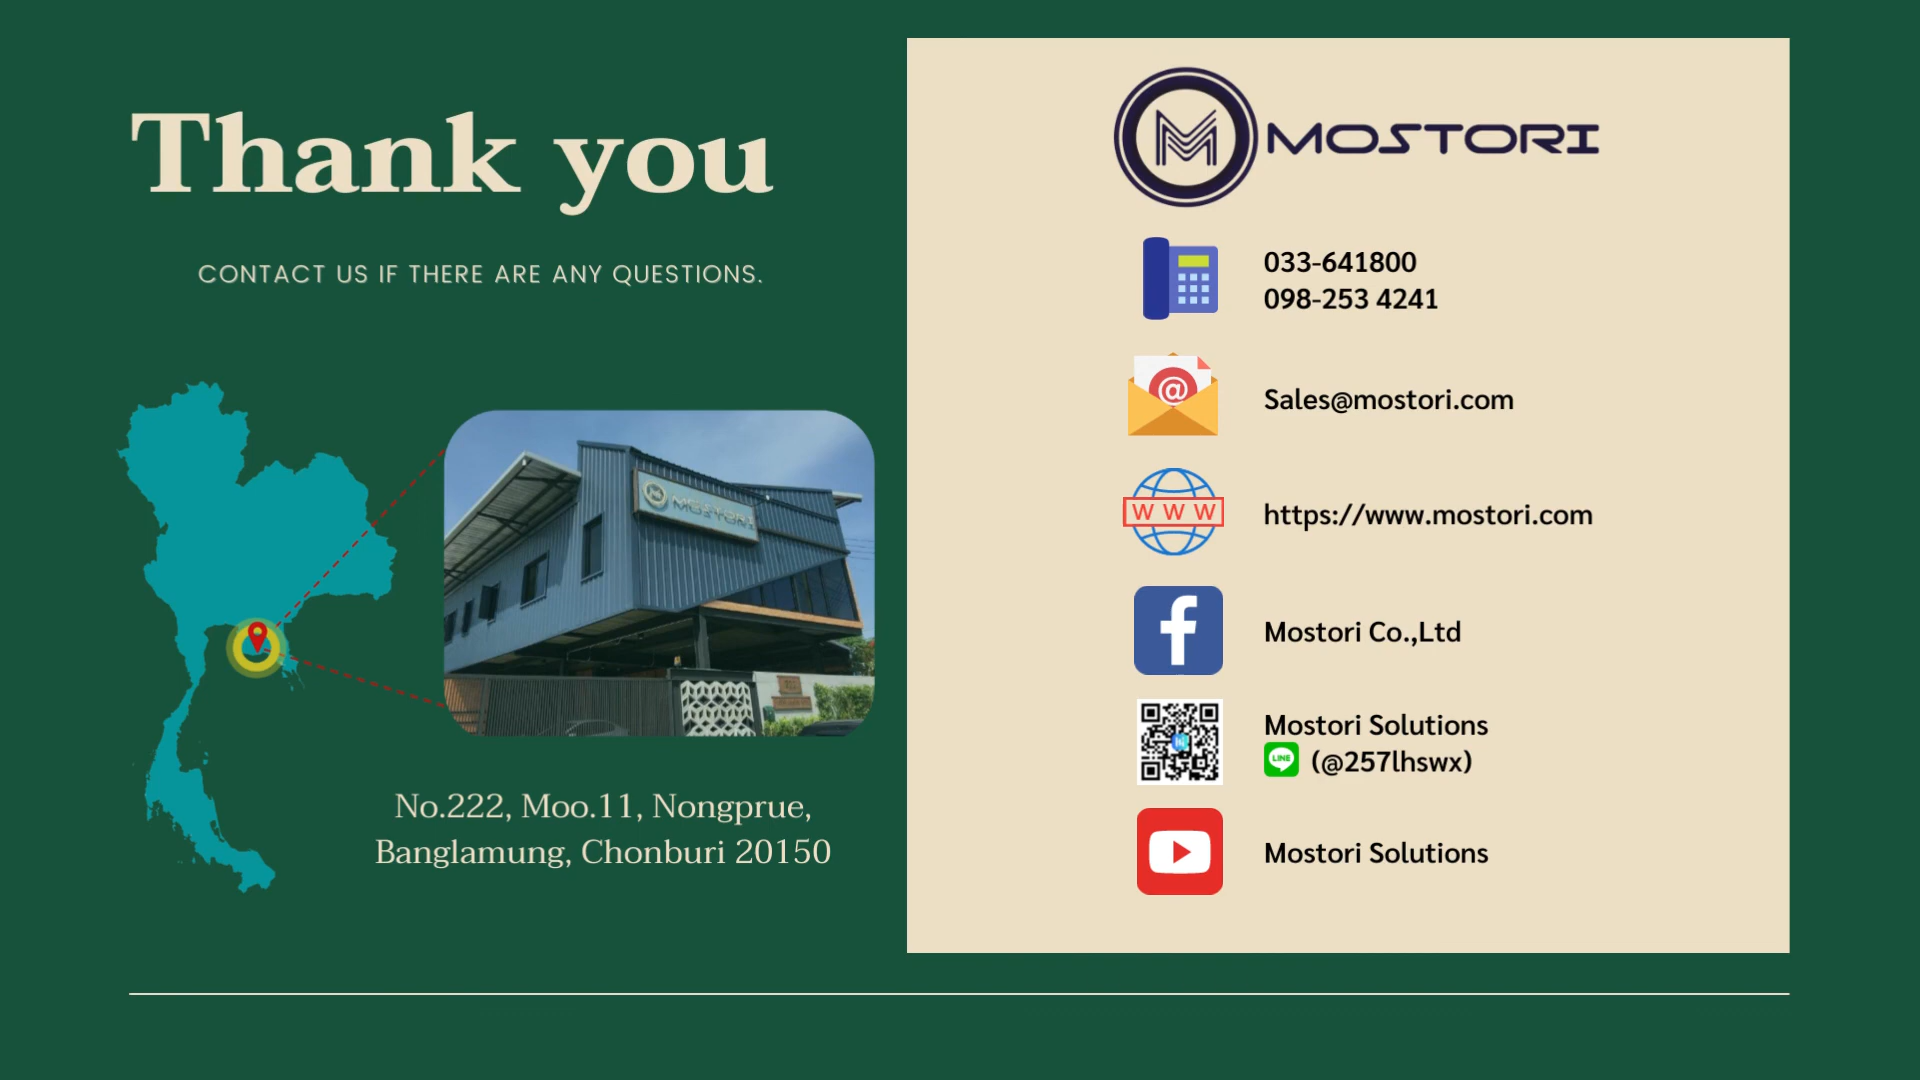 Thank you
CONTACT US IF THERE ARE ANY QUESTIONS.
MOSTORI
No.222, Moo.11, Nongprue,
Banglamung, Chonburi 20150
M MOSTORI
033-641800
098-253 4241
@
Sales@mostori.com
WWW
https://www.mostori.com
f
Mostori Co.,Ltd
Mostori Solutions
LINE (@257lhswx)
Mostori Solutions